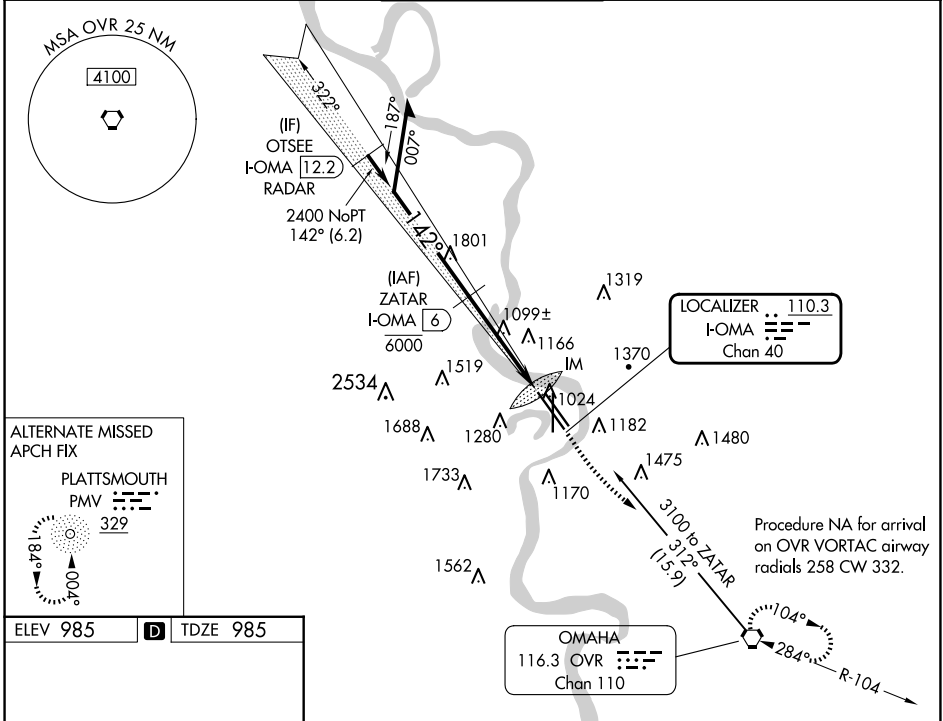 MSA OVR 25 NM
4100
322°
187°
007°
(IF)
OTSEE
I-OMA 12.2
RADAR
2400 NoPT
142° (6.2)
142°
1801
(IAF)
ZATAR
I-OMA 6
6000
1099±
1166
1319
LOCALIZER 110.3
I-OMA
Chan 40
1370
IM
1519
2534
1024
1688
1280
1182
1480
1733
1170
1475
1562
3100 to ZATAR
312°
(15.9)
Procedure NA for arrival
on OVR VORTAC airway
radials 258 CW 332.
ALTERNATE MISSED
APCH FIX
PLATTSMOUTH
PMV
329
184°
004°
104°
284°
R-104
OMAHA
116.3 OVR
Chan 110
ELEV 985 D TDZE 985